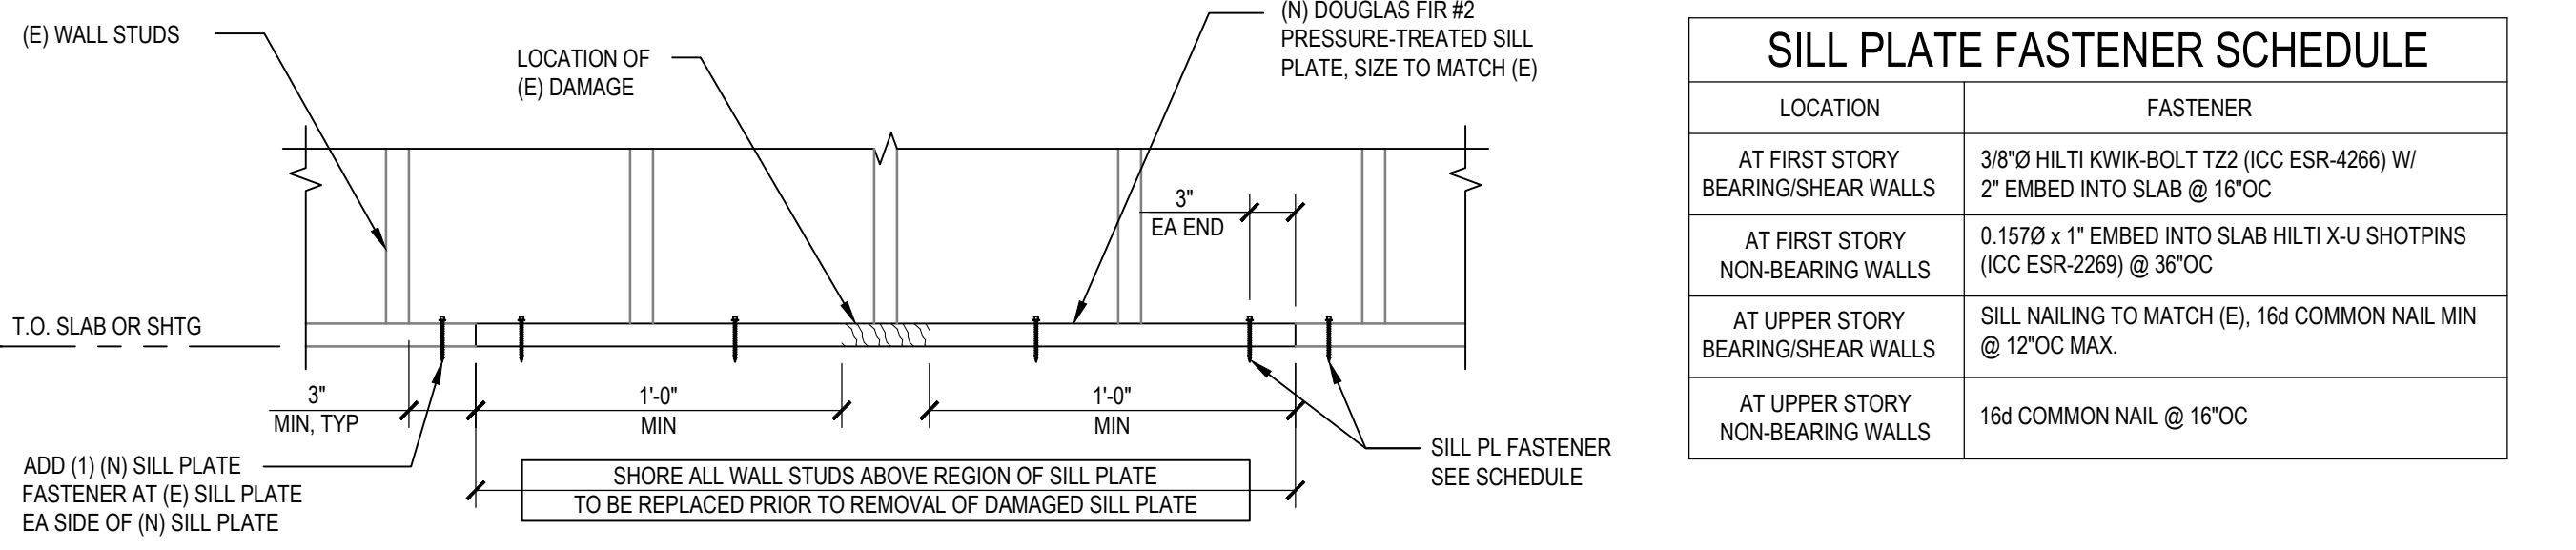 (E) WALL STUDS
LOCATION OF
(E) DAMAGE
(N) DOUGLAS FIR #2
PRESSURE-TREATED SILL
PLATE, SIZE TO MATCH (E)
3"
EA END
T.O. SLAB OR SHTG
3"
MIN, TYP
1'-0"
MIN
1'-0"
MIN
ADD (1) (N) SILL PLATE
FASTENER AT (E) SILL PLATE
EA SIDE OF (N) SILL PLATE
SHORE ALL WALL STUDS ABOVE REGION OF SILL PLATE
TO BE REPLACED PRIOR TO REMOVAL OF DAMAGED SILL PLATE
SILL PL FASTENER
SEE SCHEDULE
SILL PLATE FASTENER SCHEDULE
LOCATION
FASTENER
AT FIRST STORY
BEARING/SHEAR WALLS
3/8"Ø HILTI KWIK-BOLT TZ2 (ICC ESR-4266) W/
2" EMBED INTO SLAB @ 16"OC
AT FIRST STORY
NON-BEARING WALLS
0.157Ø x 1" EMBED INTO SLAB HILTI X-U SHOTPINS
(ICC ESR-2269) @ 36"OC
AT UPPER STORY
BEARING/SHEAR WALLS
SILL NAILING TO MATCH (E), 16d COMMON NAIL MIN
@ 12"OC MAX.
AT UPPER STORY
NON-BEARING WALLS
16d COMMON NAIL @ 16"OC